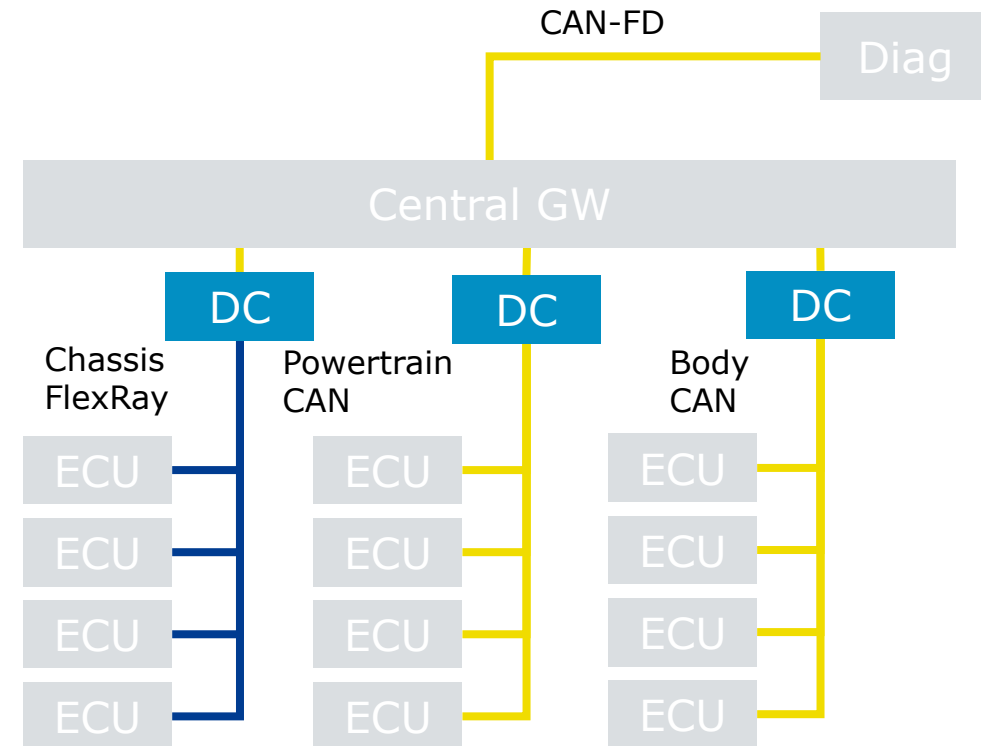 CAN-FD
Diag
Central GW
DC
DC
DC
Chassis
FlexRay
Powertrain
CAN
Body
CAN
ECU
ECU
ECU
ECU
ECU
ECU
ECU
ECU
ECU
ECU
ECU
ECU